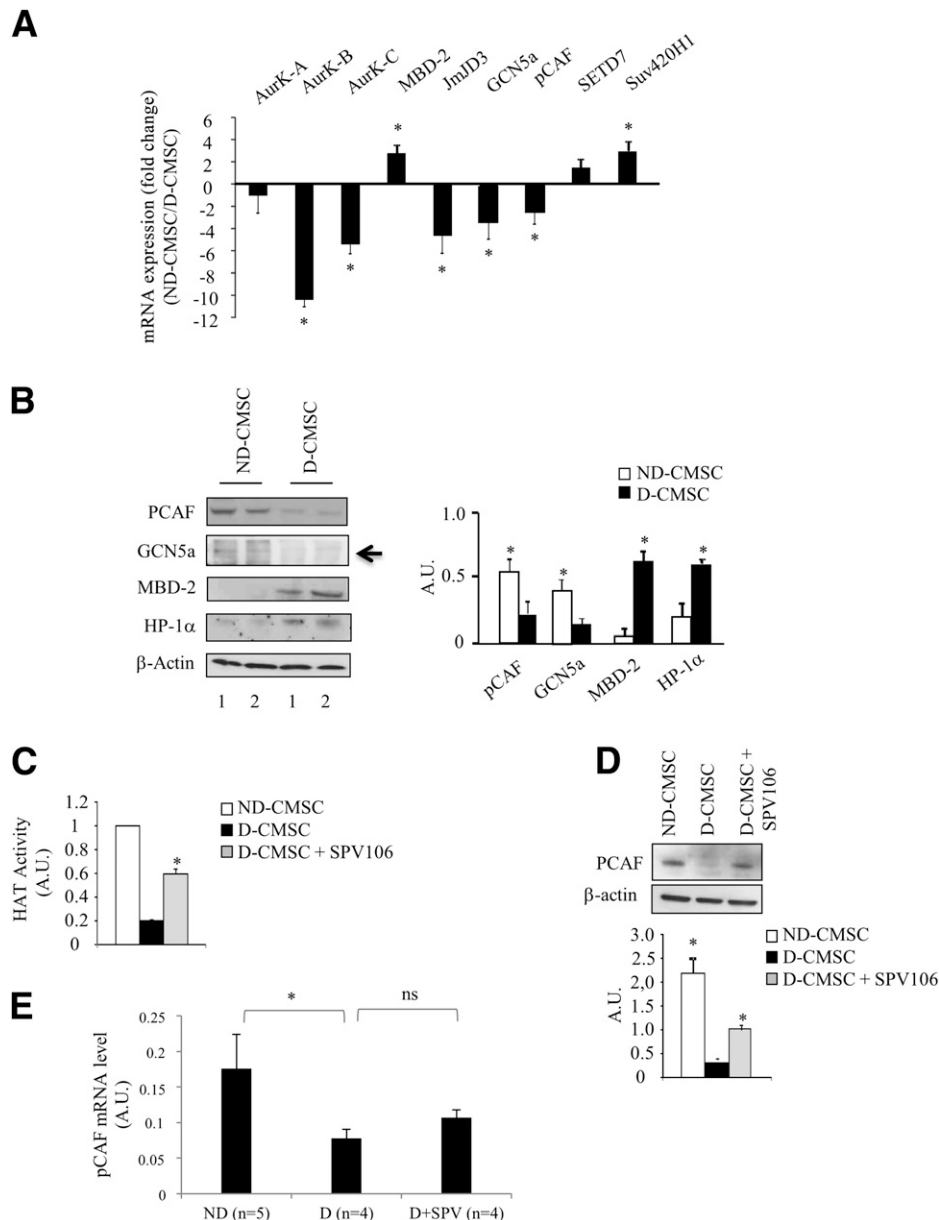 A
AurK-A
AurK-B
AurK-C
MBD-2
JmJD3
GCN5a
pCAF
SETD7
Suv420H1
mRNA expression (fold change)
(ND-CMSC/D-CMSC)
6
4
2
0
-2
-4
-6
-8
-10
-12
* * * * * * *
B
ND-CMSC
D-CMSC
PCAF
GCN5a
MBD-2
HP-1α
β-Actin
1 2 1 2
ND-CMSC
D-CMSC
A.U.
1.0
0.5
0
* * * *
pCAF
GCN5a
MBD-2
HP-1α
C
HAT Activity
(A.U.)
1.2
1
0.8
0.6
0.4
0.2
0
*
ND-CMSC
D-CMSC
D-CMSC + SPV106
D
ND-CMSC
D-CMSC
D-CMSC +
SPV106
PCAF
β-actin
A.U.
3.0
2.5
2,0
1.5
1.0
0.5
0
* *
ND-CMSC
D-CMSC
D-CMSC + SPV106
E
pCAF mRNA level
(A.U.)
0.25
0.2
0.15
0.1
0.05
0
* ns
ND (n=5) D (n=4) D+SPV (n=4)